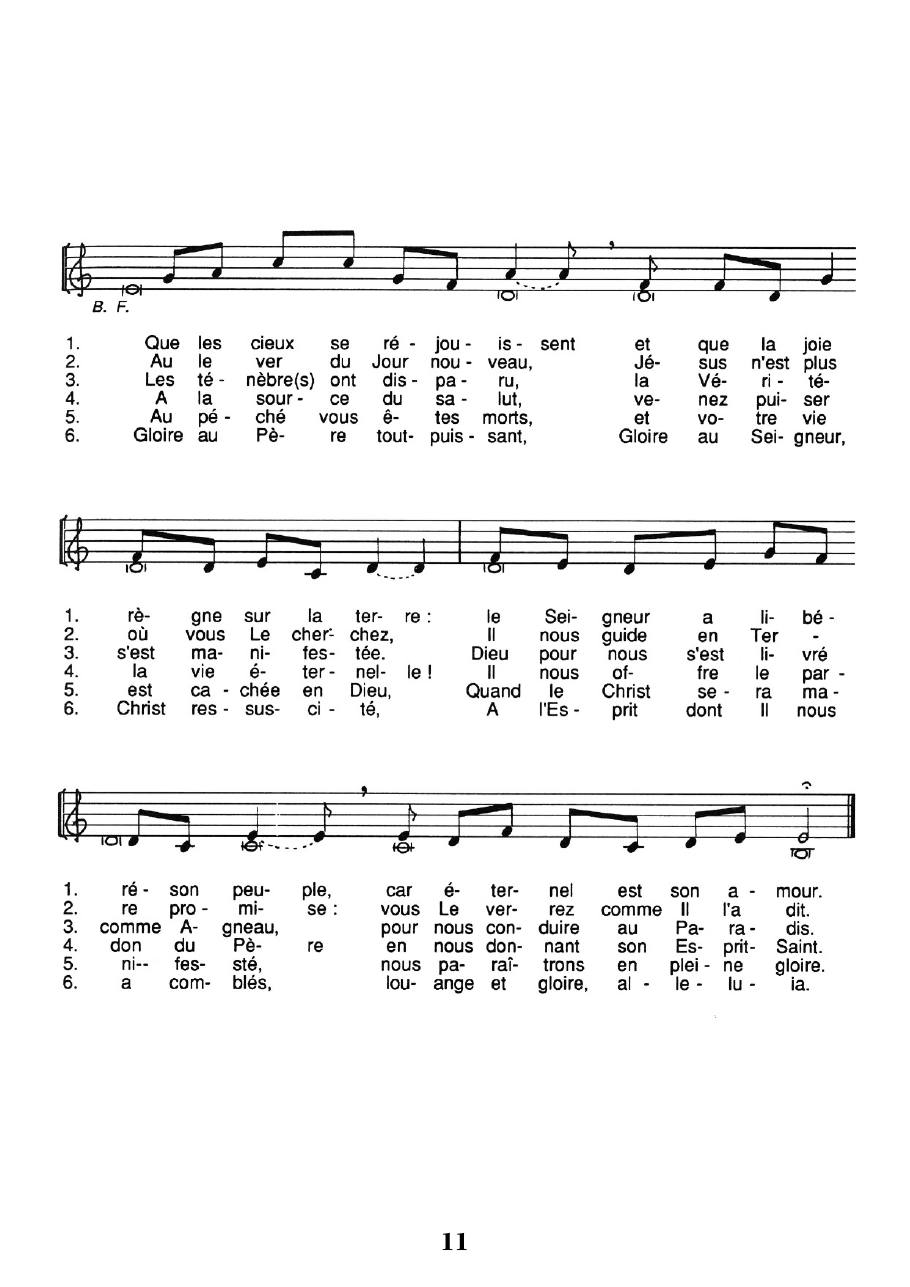 B. F.
1. Que les cieux se ré - jou - is - sent et que la joie
2. Au le ver du Jour nou - veau, Jé- sus n'est plus
3. Les té - nèbre(s) ont dis - pa - ru, la Vé - ri - té-
4. A la sour - ce du sa - lut, ve- nez pui - ser
5. Au pé - ché vous ê - tes morts, et vo - tre vie
6. Gloire au Pè- re tout- puis - sant, Gloire au Sei- gneur,
1. rè- gne sur la ter- re : le Sei- gneur a li- bé -
2. où vous Le cher- chez, Il nous guide en Ter -
3. s'est ma- ni- fes- tée. Dieu pour nous s'est li- vré
4. la vie é- ter- nel- le ! Il nous of- fre le par -
5. est ca - chée en Dieu, Quand le Christ se - ra ma -
6. Christ res - sus- ci - té, A l'Es - prit dont Il nous
1. ré - son peu - ple, car é - ter- nel est son a - mour.
2. re pro - mi - se : vous Le ver- rez comme Il l'a dit.
3. comme A- gneau, pour nous con- duire au Pa- ra - dis.
4. don du Pè - re en nous don - nant son Es- prit- Saint.
5. ni-- fes- sté, nous pa- raî- trons en plei - ne gloire.
6. a com- blés, lou- ange et gloire, al - le - lu - ia.
11